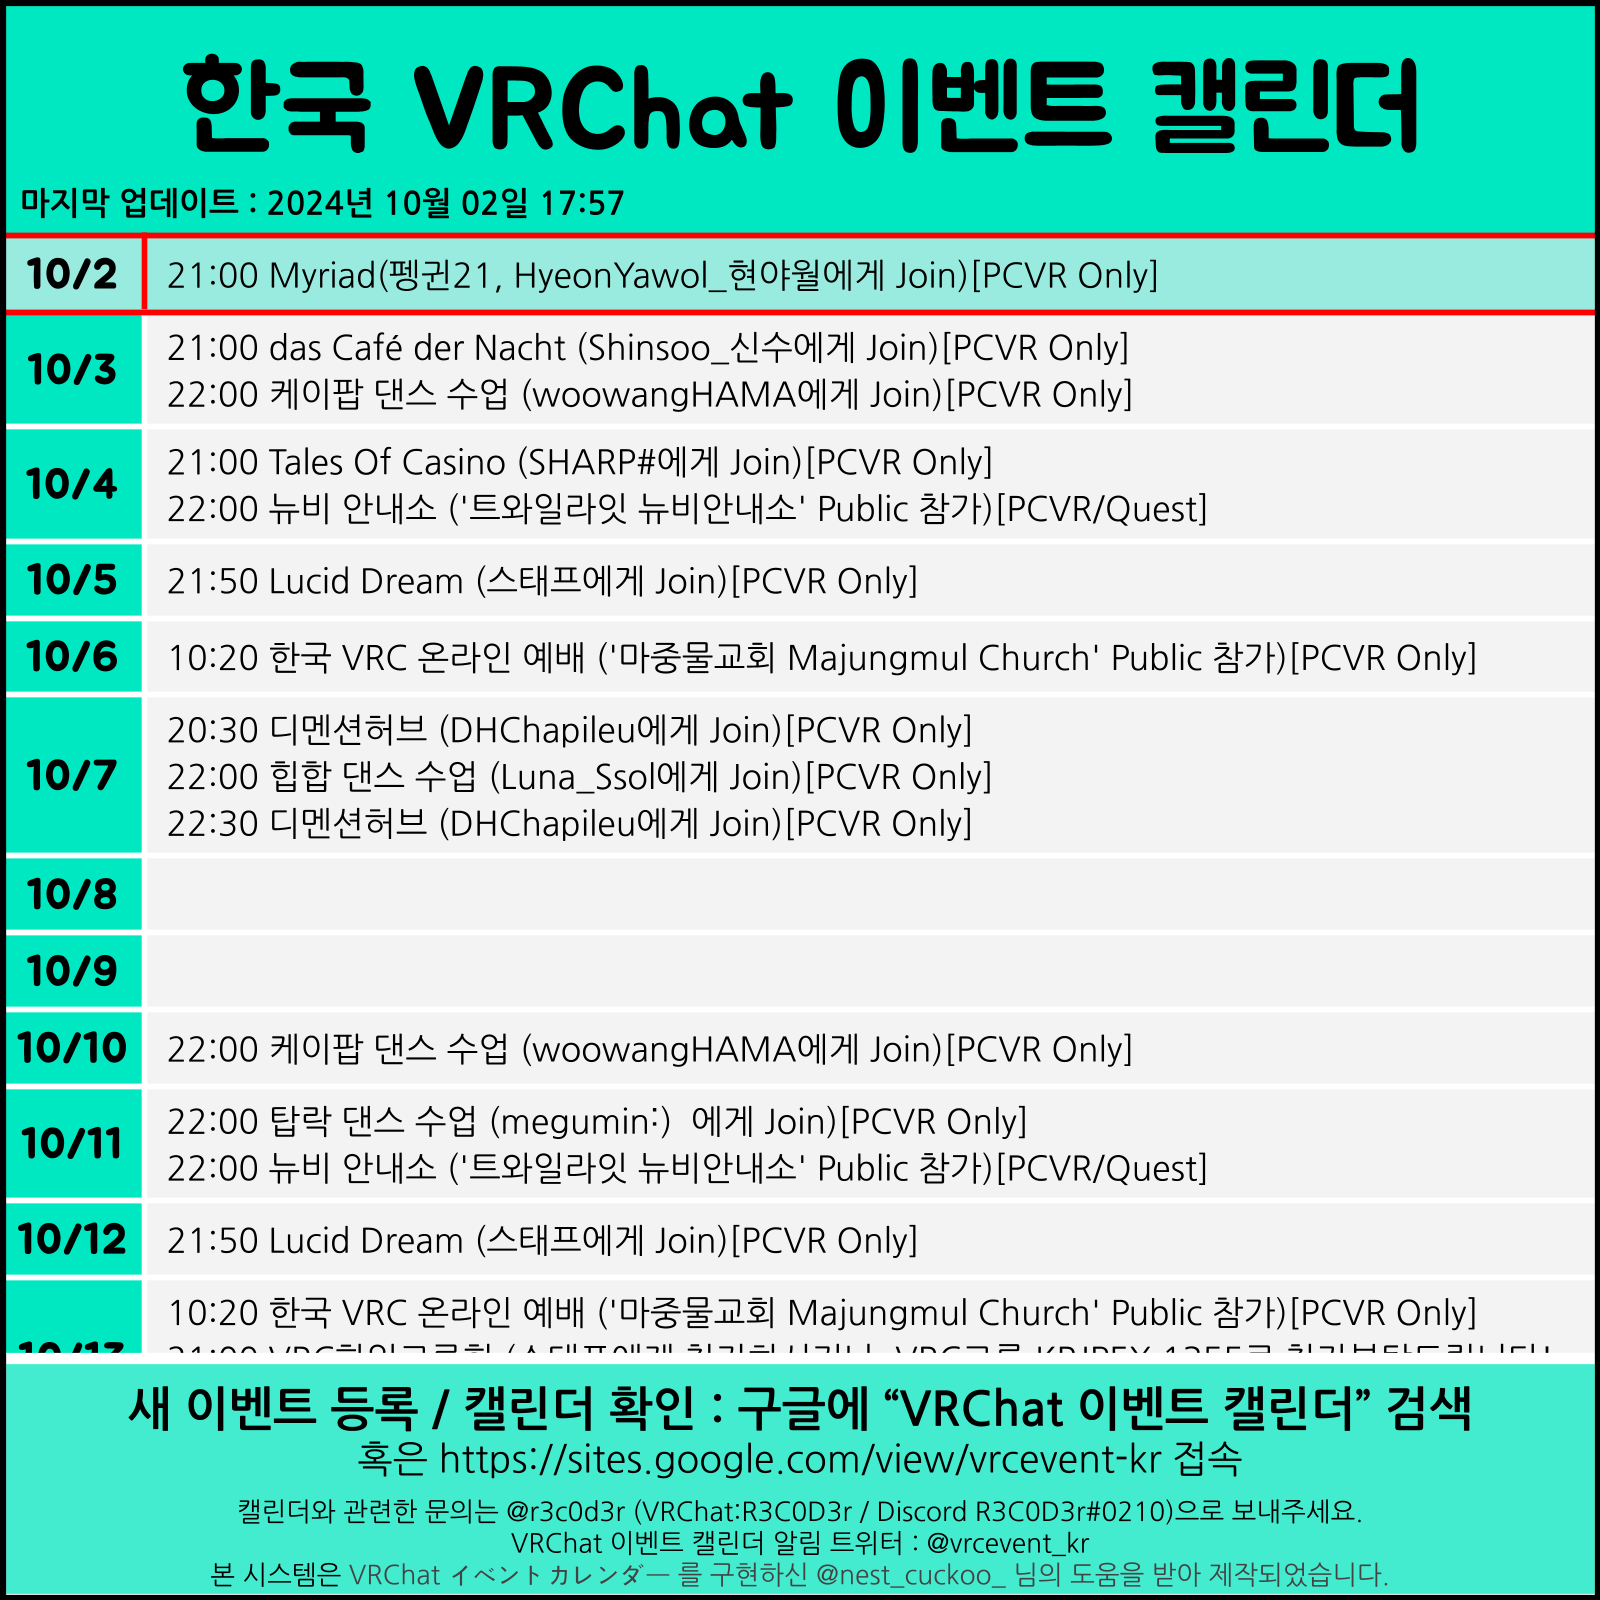 한국 VRChat 이벤트 캘린더
마지막 업데이트 : 2024년 10월 02일 17:57
10/2
21:00 Myriad(펭귄21, HyeonYawol_현야월에게 Join)[PCVR Only]
10/3
21:00 das Café der Nacht (Shinsoo_신수에게 Join)[PCVR Only]
22:00 케이팝 댄스 수업 (woowangHAMA에게 Join)[PCVR Only]
10/4
21:00 Tales Of Casino (SHARP#에게 Join)[PCVR Only]
22:00 뉴비 안내소 ('트와일라잇 뉴비안내소' Public 참가)[PCVR/Quest]
10/5
21:50 Lucid Dream (스태프에게 Join)[PCVR Only]
10/6
10:20 한국 VRC 온라인 예배 ('마중물교회 Majungmul Church' Public 참가)[PCVR Only]
10/7
20:30 디멘션허브 (DHChapileu에게 Join)[PCVR Only]
22:00 힙합 댄스 수업 (Luna_Ssol에게 Join)[PCVR Only]
22:30 디멘션허브 (DHChapileu에게 Join)[PCVR Only]
10/8
10/9
10/10
22:00 케이팝 댄스 수업 (woowangHAMA에게 Join)[PCVR Only]
10/11
22:00 탑락 댄스 수업 (megumin:)  에게 Join)[PCVR Only]
22:00 뉴비 안내소 ('트와일라잇 뉴비안내소' Public 참가)[PCVR/Quest]
10/12
21:50 Lucid Dream (스태프에게 Join)[PCVR Only]
10/13
10:20 한국 VRC 온라인 예배 ('마중물교회 Majungmul Church' Public 참가)[PCVR Only]
새 이벤트 등록 / 캘린더 확인 : 구글에 “VRChat 이벤트 캘린더” 검색
혹은 https://sites.google.com/view/vrcevent-kr 접속
캘린더와 관련한 문의는 @r3c0d3r (VRChat:R3C0D3r / Discord R3C0D3r#0210)으로 보내주세요.
VRChat 이벤트 캘린더 알림 트위터 : @vrcevent_kr
본 시스템은 VRChat イベントカレンダー 를 구현하신 @nest_cuckoo_ 님의 도움을 받아 제작되었습니다.